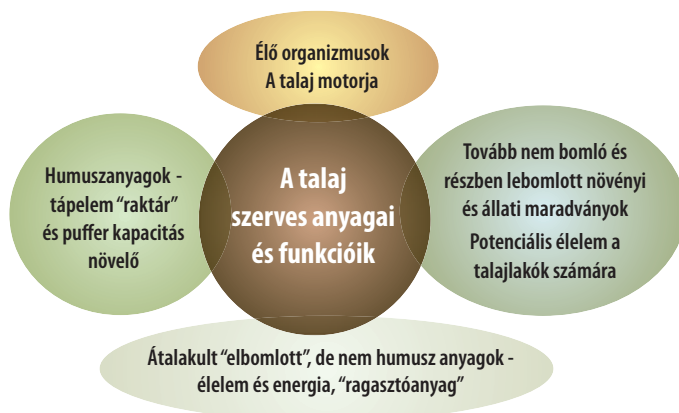 Élő organizmusok
A talaj motorja
Humuszanyagok -
tápelem “raktár”
és puffer kapacitás
növelő
A talaj
szerves anyagai
és funkcióik
Tovább nem bomló és
részben lebomlott növényi
és állati maradványok
Potenciális élelem a
talajlakók számára
Átalakult “elbomlott”, de nem humusz anyagok -
élelem és energia, “ragasztóanyag”